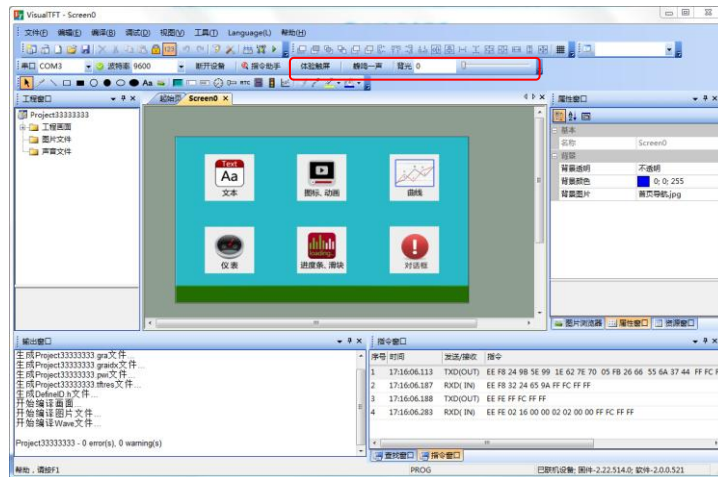 VisualTFT - Screen0
文件(F) 编辑(E) 编译(B) 调试(D) 视图(V) 工具(T) Language(L) 帮助(H)
串口 COM3 波特率 9600 断开设备 指令助手 体验触屏 蜂鸣一声 背光 0
工程窗口
起始页 Screen0 X
属性窗口
Project33333333
工程画面
图片文件
声音文件
Text
Aa
文本
图标、动画
曲线
仪表
loading...
进度条、滑块
对话框
基本
名称 Screen0
背景
背景透明 不透明
背景颜色 0; 0; 255
背景图片 首页导航.jpg
图片浏览器 属性窗口 资源窗口
输出窗口
生成Project33333333.gra文件...
生成Project33333333.graidx文件...
生成Project33333333.pwi文件...
生成Project33333333.tftres文件...
生成DefineID.h文件...
开始编译画面...
开始编译图片文件...
开始编译Wave文件...
Project33333333 - 0 error(s), 0 warning(s)
指令窗口
序号 时间 发送/接收 指令
1 17:16:06.113 TXD(OUT) EE F8 24 9B 5E 99 1E 62 7E 70 05 FB 26 66 55 6A 37 44 FF FC F
2 17:16:06.187 RXD( IN) EE F8 32 24 65 9A FF FC FF FF
3 17:16:06.188 TXD(OUT) EE FE FF FC FF FF
4 17:16:06.283 RXD( IN) EE FE 02 16 00 00 02 02 00 00 FF FC FF FF
查找窗口 指令窗口
帮助，请按F1 PROG 已联机设备; 固件-2.22.514.0; 软件-2.0.0.521